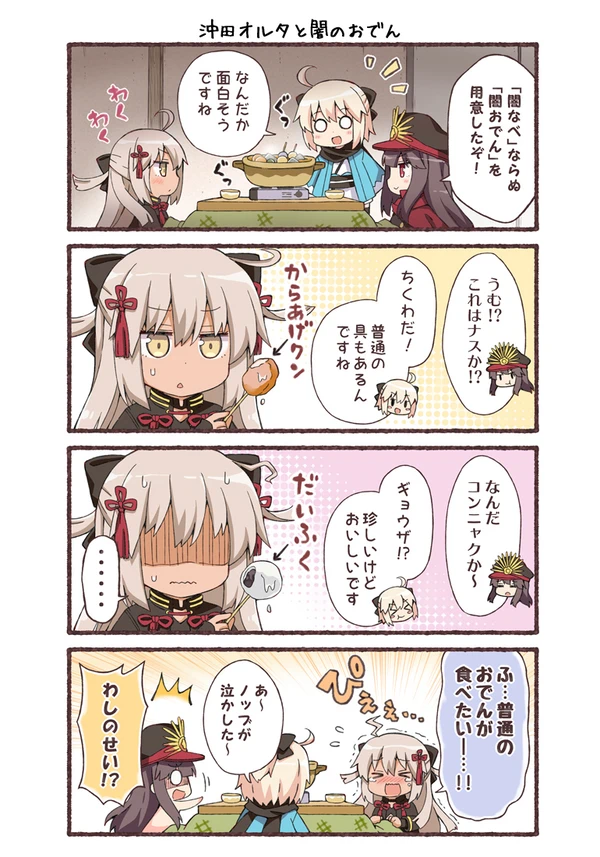 沖田オルタと闇のおでん
「闇なべ」ならぬ
「闇おでん」を
用意したぞ!
なんだか
面白そう
ですね
ぐっ
ぐつ
わく
わく
うむ!?
これはナスか!?
ちくわだ!
普通の
具もあるん
ですね
からあげクン
なんだ
コンニャクか〜
ギョウザ!?
珍しいけど
おいしいです
だいふく
・・・・・・
ふ…普通の
おでんが
食べたいー…!!
ぴぇぇ…
あ〜
ノッブが
泣かした〜
わしのせい!?